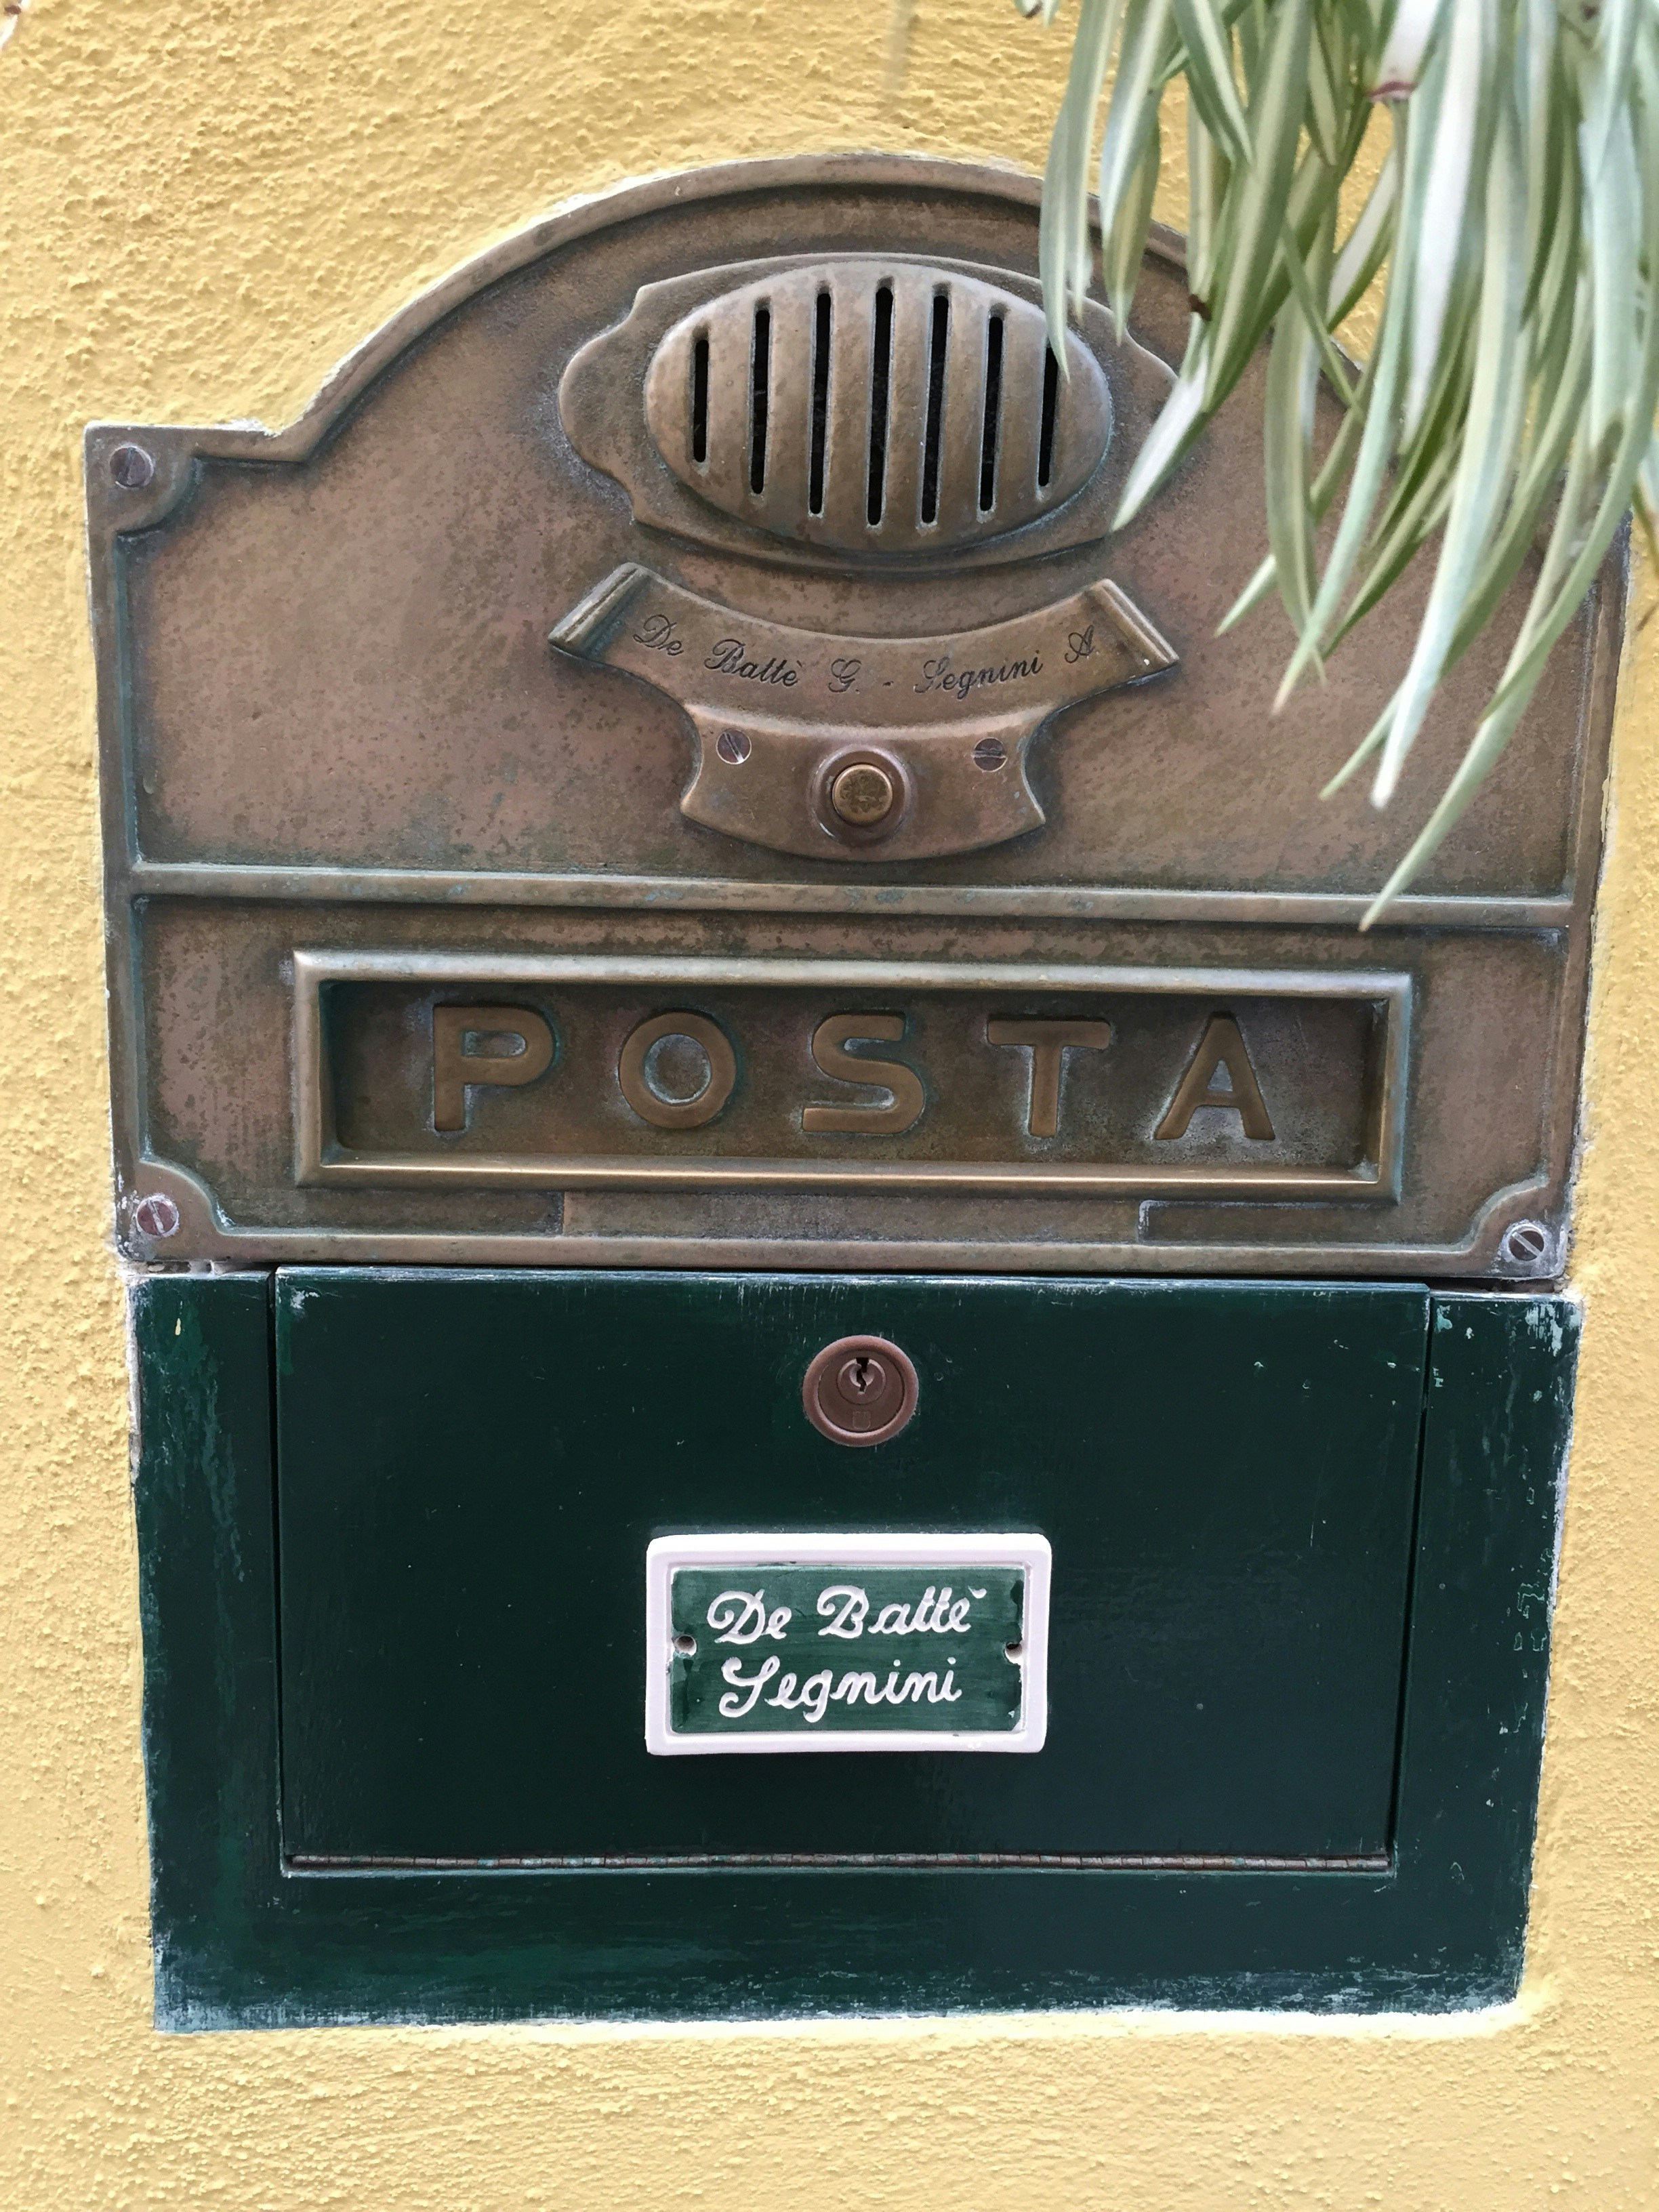 De Battè G. - Segnini A.
POSTA
De Battè
Segnini